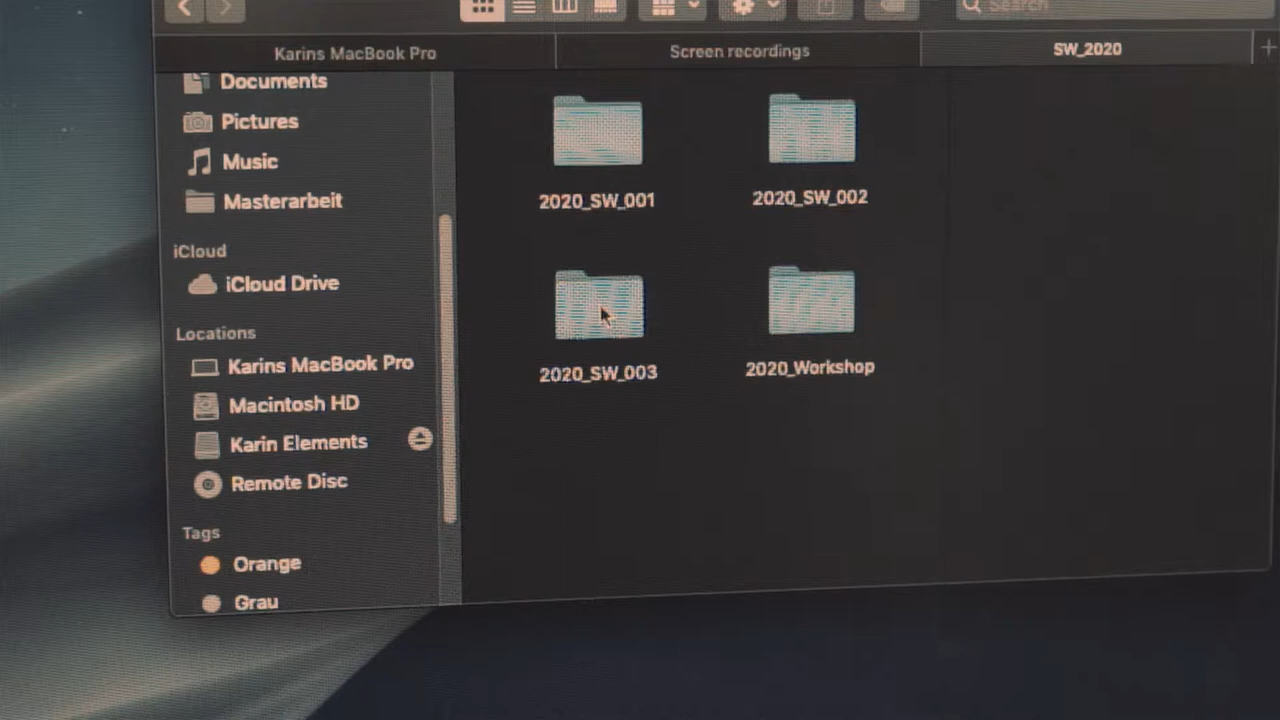 Search
Karins MacBook Pro
Screen recordings
SW_2020
Documents
Pictures
Music
Masterarbeit
iCloud
iCloud Drive
Locations
Karins MacBook Pro
Macintosh HD
Karin Elements
Remote Disc
Tags
Orange
Grau
2020_SW_001
2020_SW_002
2020_SW_003
2020_Workshop